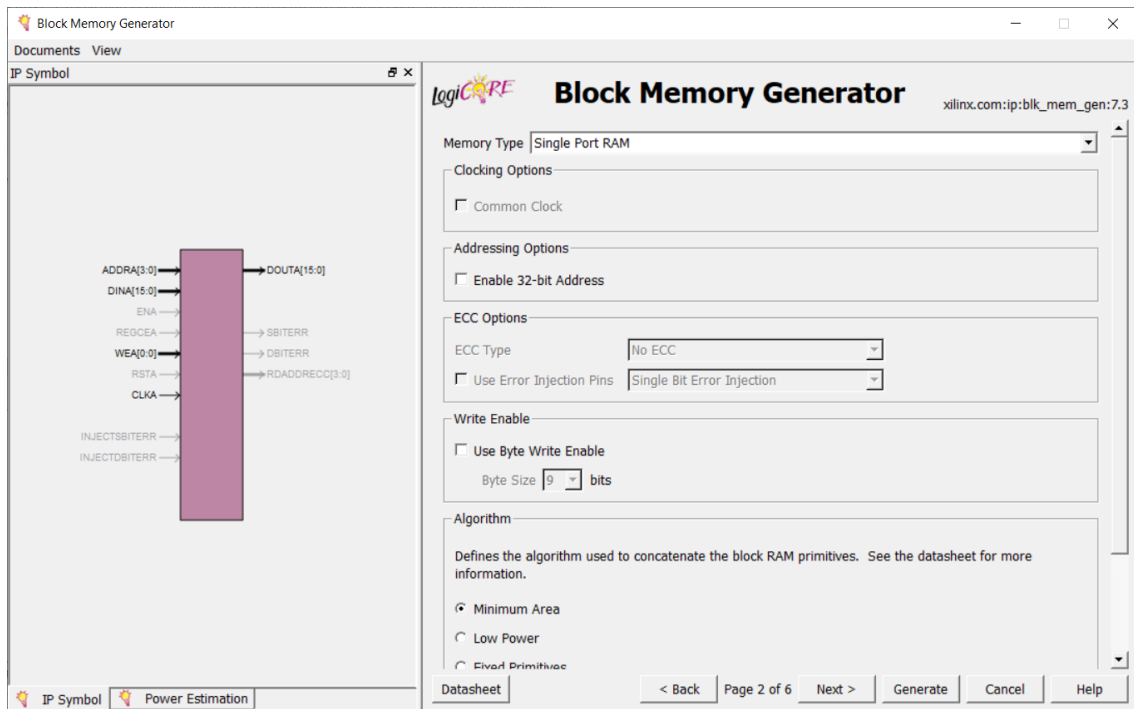 Block Memory Generator
Documents View
IP Symbol
ADDRA[3:0]
DINA[15:0]
ENA
REGCEA
WEA[0:0]
RSTA
CLKA
INJECTSBITERR
INJECTDBITERR
DOUTA[15:0]
SBITERR
DBITERR
RDADDRECC[3:0]
IP Symbol
Power Estimation
LogiCORE
Block Memory Generator
xilinx.com:ip:blk_mem_gen:7.3
Memory Type Single Port RAM
Clocking Options
Common Clock
Addressing Options
Enable 32-bit Address
ECC Options
ECC Type No ECC
Use Error Injection Pins Single Bit Error Injection
Write Enable
Use Byte Write Enable
Byte Size 9 bits
Algorithm
Defines the algorithm used to concatenate the block RAM primitives. See the datasheet for more
information.
Minimum Area
Low Power
Fixed Primitives
Datasheet
< Back Page 2 of 6 Next > Generate Cancel Help